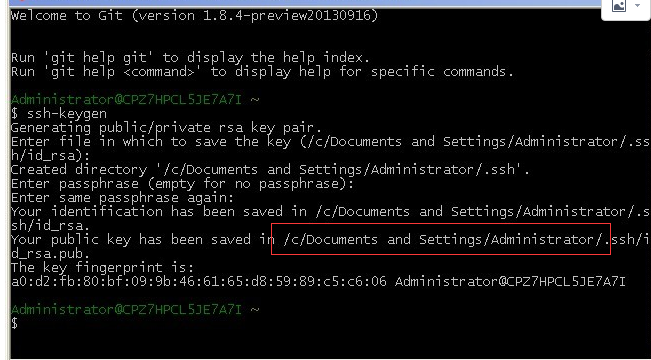 Welcome to Git (version 1.8.4-preview20130916)
Run 'git help git' to display the help index.
Run 'git help <command>' to display help for specific commands.
Administrator@CPZ7HPCL5JE7A7I ~
$ ssh-keygen
Generating public/private rsa key pair.
Enter file in which to save the key (/c/Documents and Settings/Administrator/.ss
h/id_rsa):
Created directory '/c/Documents and Settings/Administrator/.ssh'.
Enter passphrase (empty for no passphrase):
Enter same passphrase again:
Your identification has been saved in /c/Documents and Settings/Administrator/.s
sh/id_rsa.
Your public key has been saved in /c/Documents and Settings/Administrator/.ssh/i
d_rsa.pub.
The key fingerprint is:
a0:d2:fb:80:bf:09:9b:46:61:65:d8:59:89:c5:c6:06 Administrator@CPZ7HPCL5JE7A7I
Administrator@CPZ7HPCL5JE7A7I ~
$